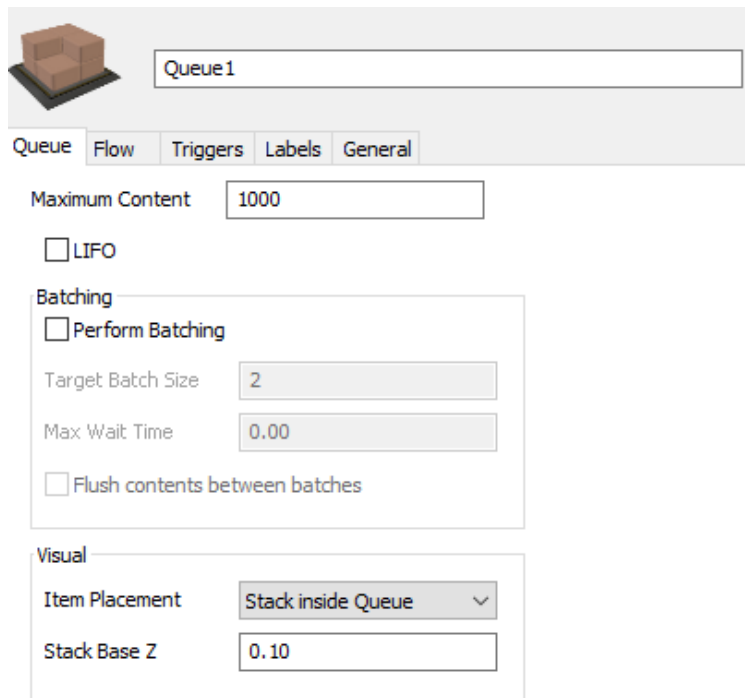 Queue1
Queue Flow Triggers Labels General
Maximum Content 1000
LIFO
Batching
Perform Batching
Target Batch Size 2
Max Wait Time 0.00
Flush contents between batches
Visual
Item Placement Stack inside Queue
Stack Base Z 0.10